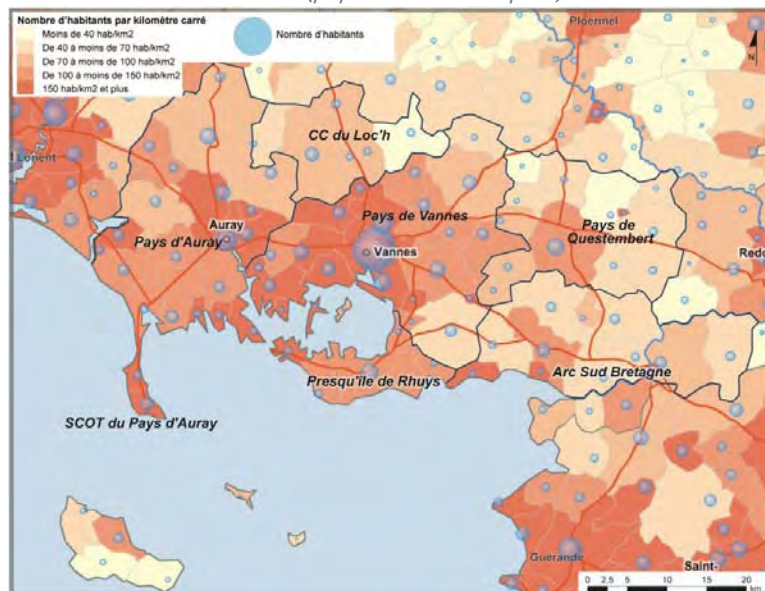 Nombre d'habitants par kilomètre carré
Moins de 40 hab/km2
De 40 à moins de 70 hab/km2
De 70 à moins de 100 hab/km2
De 100 à moins de 150 hab/km2
150 hab/km2 et plus
Nombre d'habitants
Ploermel
N
CC du Loc'h
Lorient
Pays de Vannes
Auray
Pays d'Auray
Pays de
Questembert
Vannes
Redo
Presqu'île de Rhuys
Arc Sud Bretagne
SCOT du Pays d'Auray
Guérande
Saint-
0 2,5 5 10 15 20
km